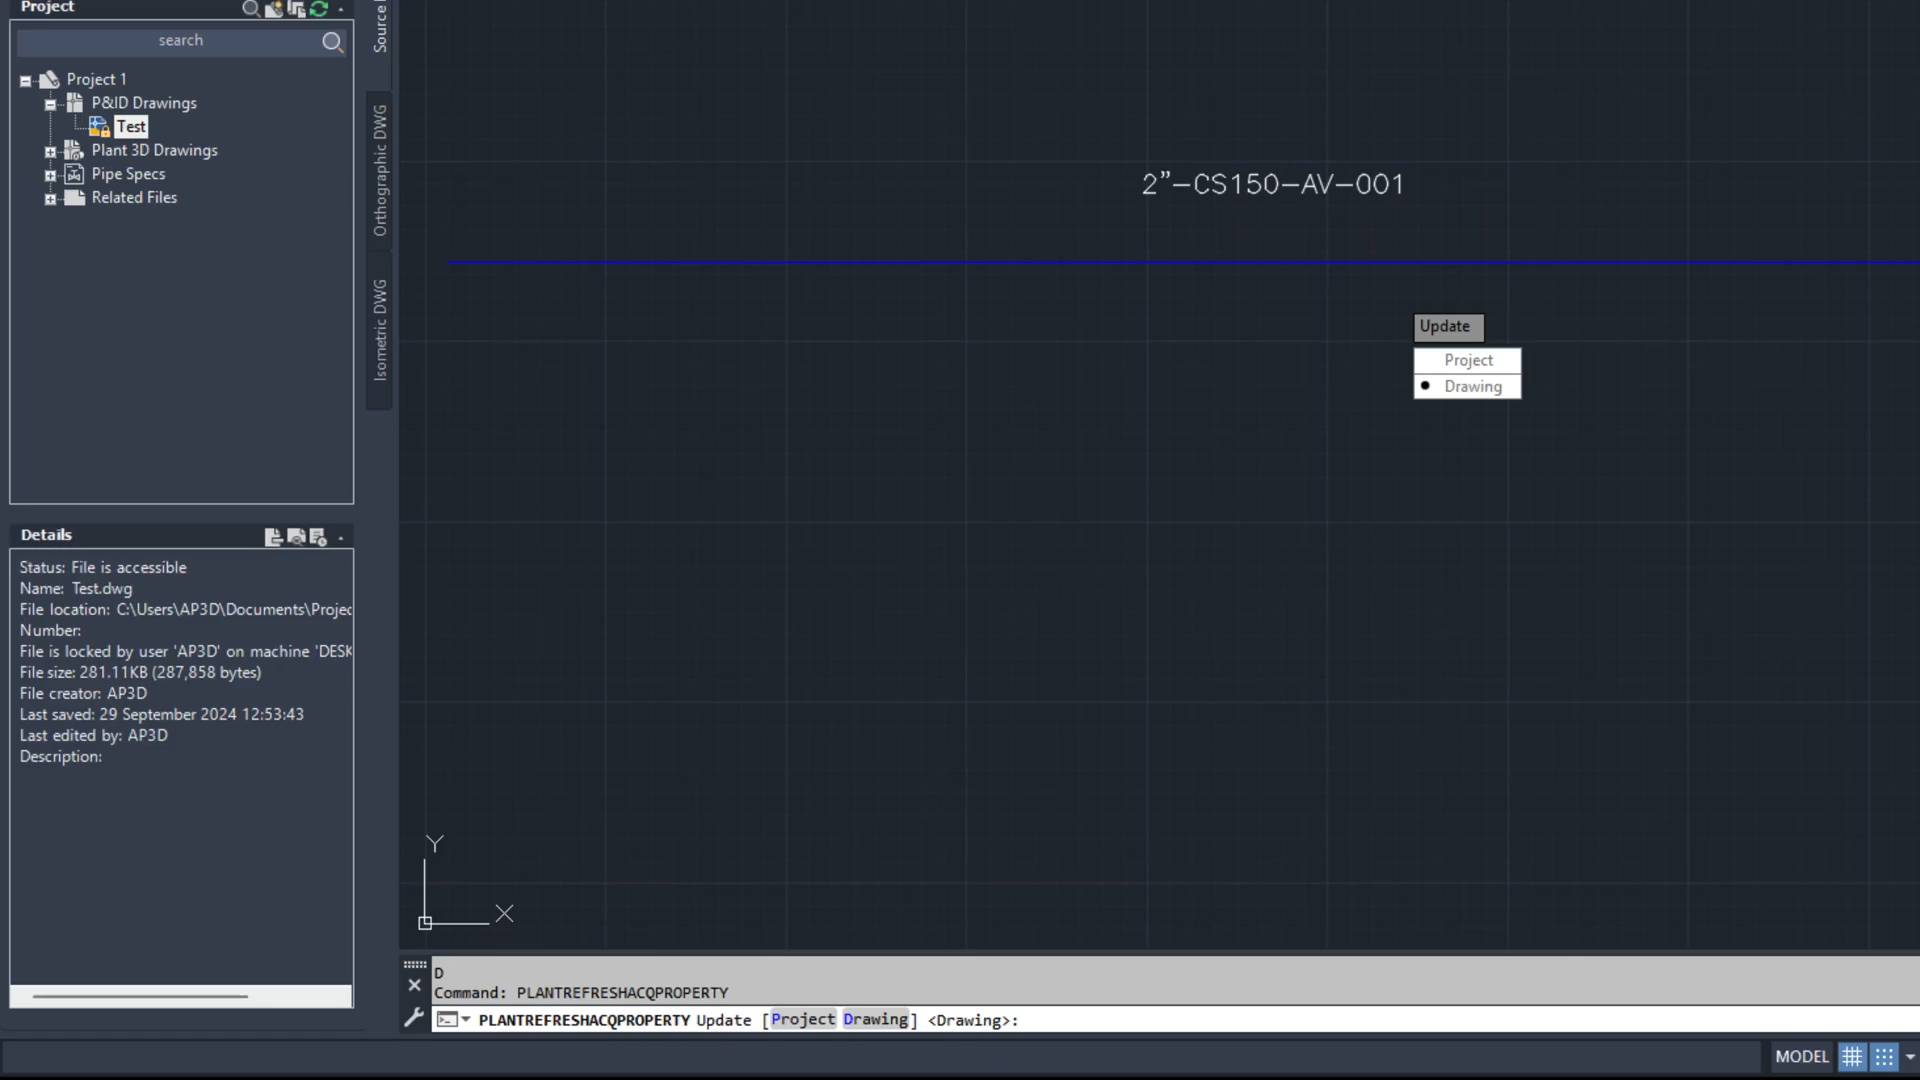 Project
search
Project 1
P&ID Drawings
Test
Plant 3D Drawings
Pipe Specs
Related Files
Source
Orthographic DWG
Isometric DWG
Details
Status: File is accessible
Name: Test.dwg
File location: C:\Users\AP3D\Documents\Projec
Number:
File is locked by user 'AP3D' on machine 'DESK
File size: 281.11KB (287,858 bytes)
File creator: AP3D
Last saved: 29 September 2024 12:53:43
Last edited by: AP3D
Description:
2”-CS150-AV-001
Update
Project
Drawing
Y
X
D
Command: PLANTREFRESHACQPROPERTY
PLANTREFRESHACQPROPERTY Update [Project Drawing] <Drawing>:
MODEL